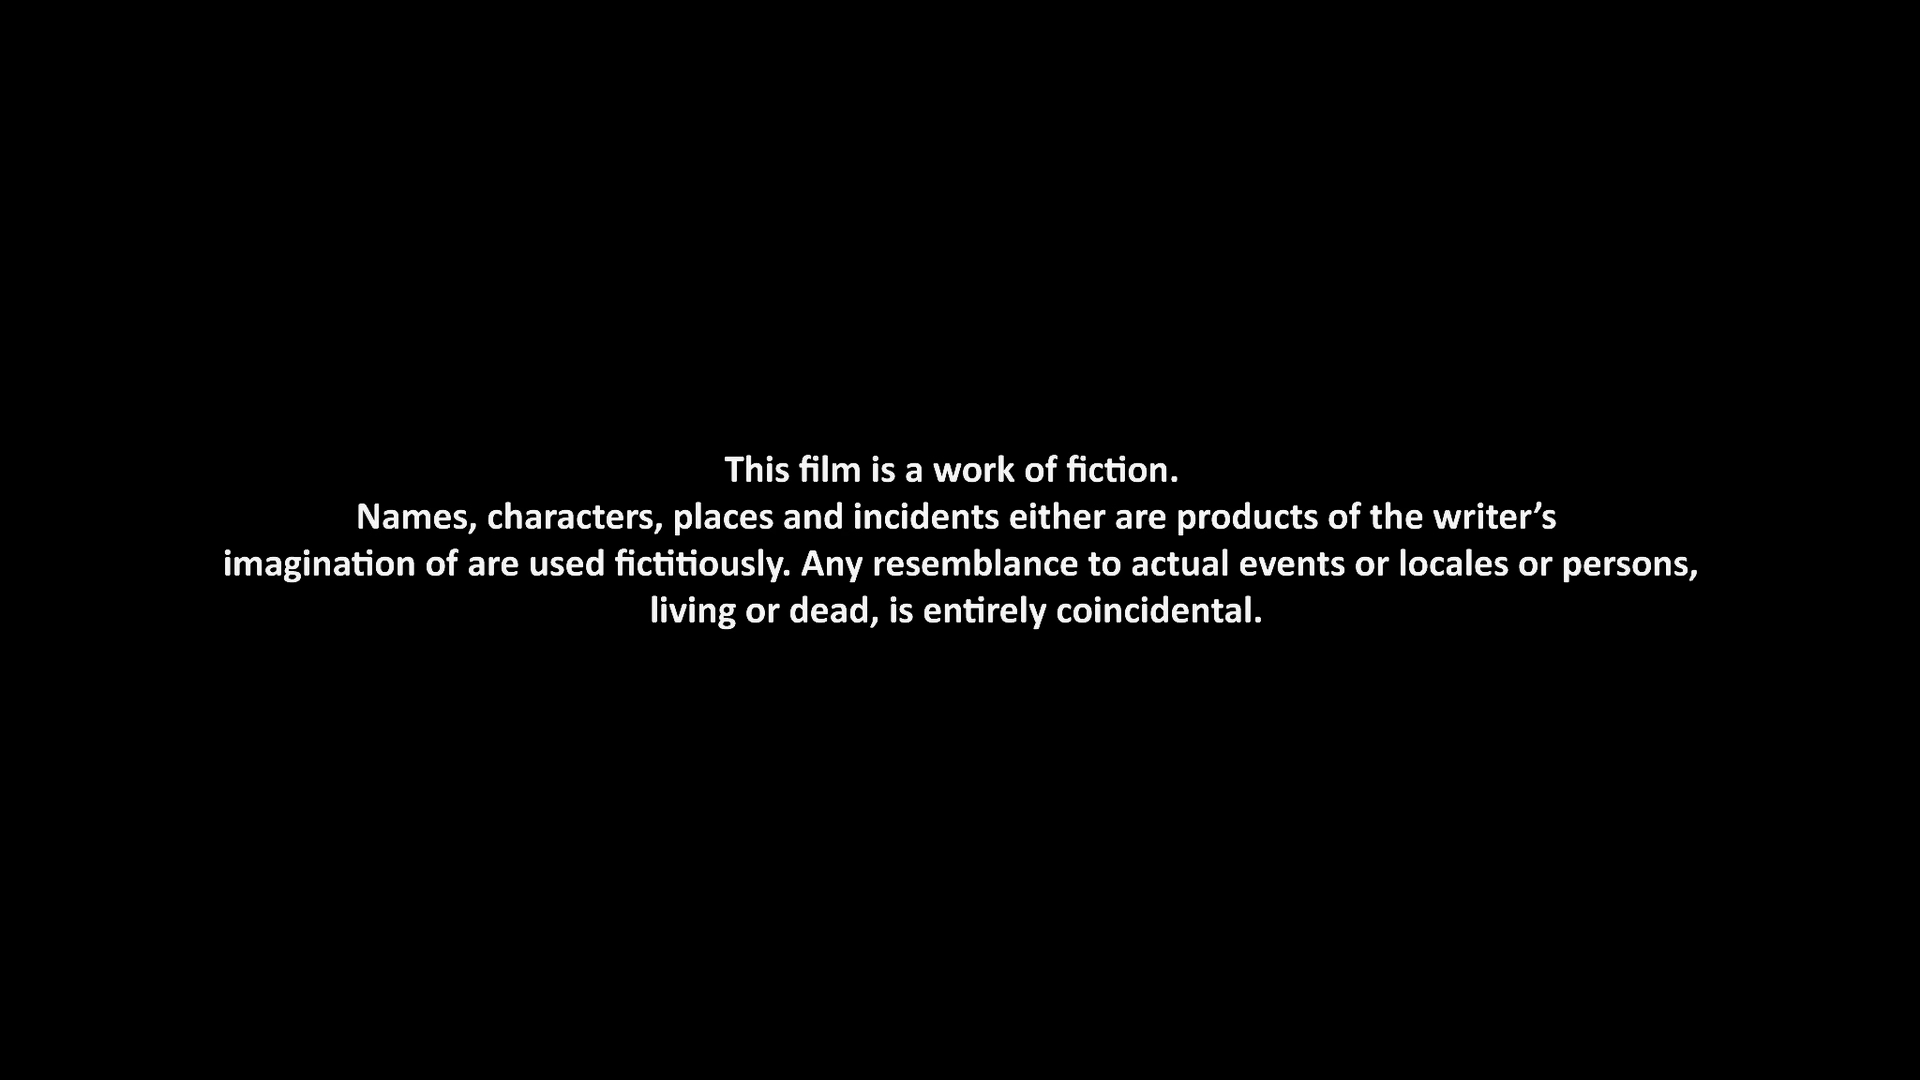 This film is a work of fiction.
Names, characters, places and incidents either are products of the writer’s
imagination of are used fictitiously. Any resemblance to actual events or locales or persons,
living or dead, is entirely coincidental.